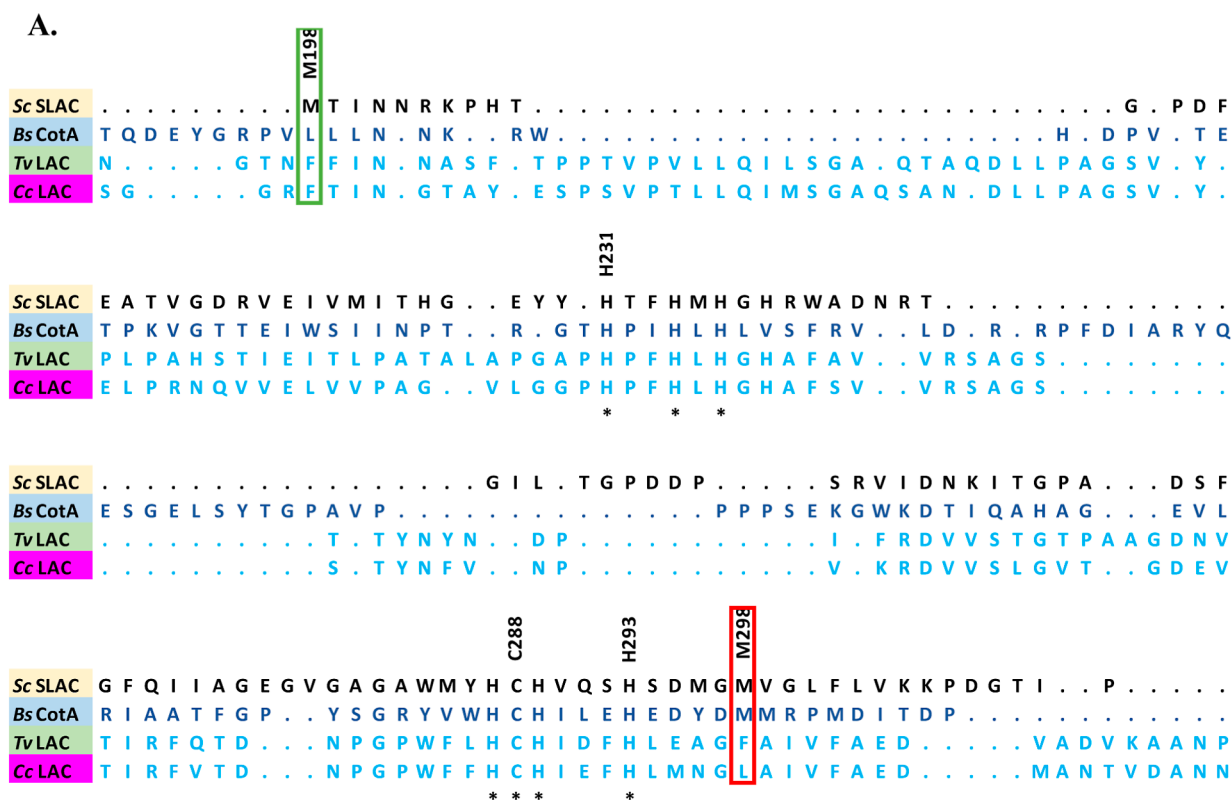 A.
M198
Sc SLAC . . . . . . . . . M T I N N R K P H T . . . . . . . . . . . . . . . . . . . . . . . . . . G . P D F
Bs CotA T Q D E Y G R P V L L L N . N K . . R W . . . . . . . . . . . . . . . . . . . . . . H . D P V . T E
Tv LAC N . . . . . G T N F F I N . N A S F . T P P T V P V L L Q I L S G A . Q T A Q D L L P A G S V . Y .
Cc LAC S G . . . . . G R F T I N . G T A Y . E S P S V P T L L Q I M S G A Q S A N . D L L P A G S V . Y .
H231
Sc SLAC E A T V G D R V E I V M I T H G . . E Y Y . H T F H M H G H R W A D N R T . . . . . . . . . . . . .
Bs CotA T P K V G T T E I W S I I N P T . . R . G T H P I H L H L V S F R V . . L D . R . R P F D I A R Y Q
Tv LAC P L P A H S T I E I T L P A T A L A P G A P H P F H L H G H A F A V . . V R S A G S . . . . . . . .
Cc LAC E L P R N Q V V E L V V P A G . . V L G G P H P F H L H G H A F S V . . V R S A G S . . . . . . . .
* * *
Sc SLAC . . . . . . . . . . . . . . . . . G I L . T G P D D P . . . . . S R V I D N K I T G P A . . . D S F
Bs CotA E S G E L S Y T G P A V P . . . . . . . . . . . . . . P P P S E K G W K D T I Q A H A G . . . E V L
Tv LAC . . . . . . . . . . T . T Y N Y N . . D P . . . . . . . . . . . I . F R D V V S T G T P A A G D N V
Cc LAC . . . . . . . . . . S . T Y N F V . . N P . . . . . . . . . . . V . K R D V V S L G V T . . G D E V
C288 H293 M298
Sc SLAC G F Q I I A G E G V G A G A W M Y H C H V Q S H S D M G M V G L F L V K K P D G T I . . P . . . . .
Bs CotA R I A A T F G P . . Y S G R Y V W H C H I L E H E D Y D M M R P M D I T D P . . . . . . . . . . . .
Tv LAC T I R F Q T D . . . N P G P W F L H C H I D F H L E A G F A I V F A E D . . . . . V A D V K A A N P
Cc LAC T I R F V T D . . . N P G P W F F H C H I E F H L M N G L A I V F A E D . . . . . M A N T V D A N N
* * * *